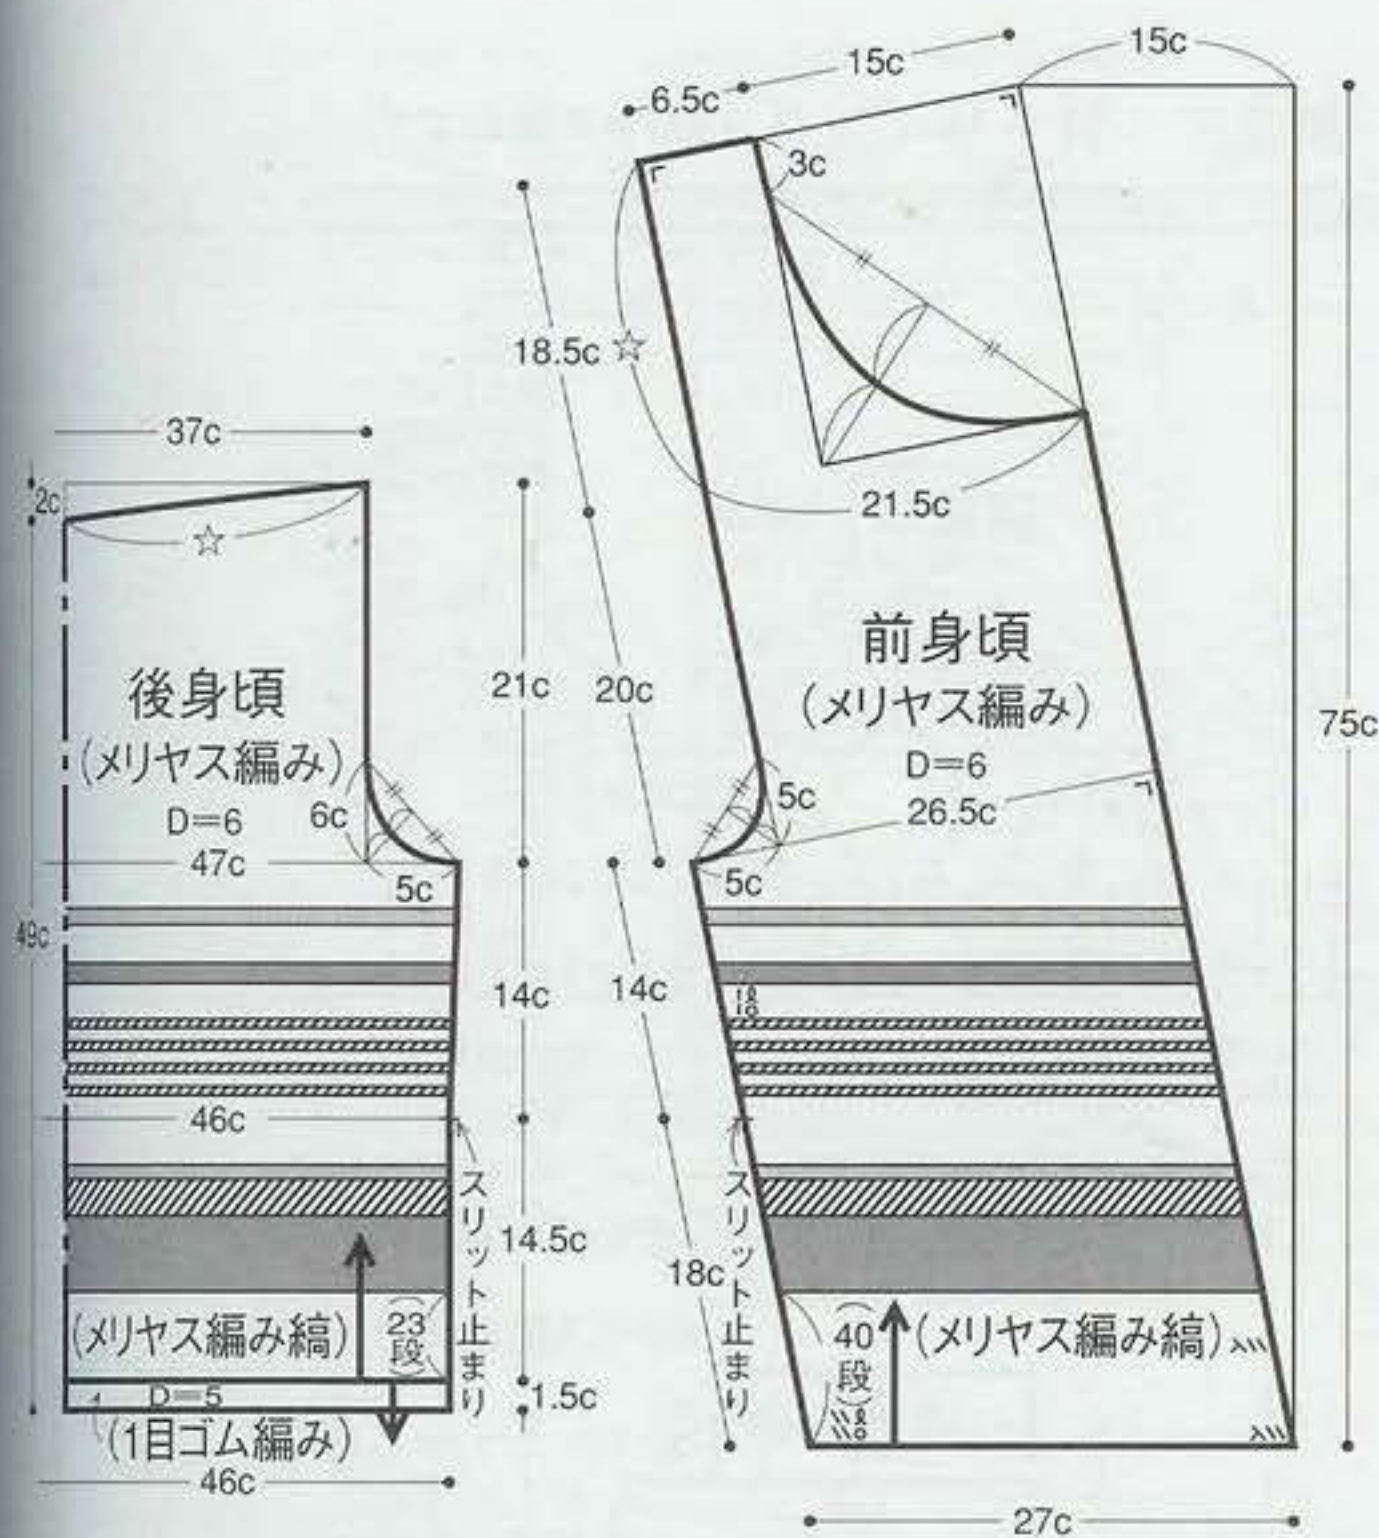 37c
2c
☆
後身頃
(メリヤス編み)
D=6
6c
47c
5c
49c
46c
(メリヤス編み縞)
(23段)
D=5
(1目ゴム編み)
46c
21c
14c
14.5c
1.5c
スリット止まり
6.5c
15c
15c
3c
18.5c
☆
21.5c
20c
前身頃
(メリヤス編み)
D=6
5c
26.5c
5c
14c
18c
スリット止まり
(40段)
(メリヤス編み縞)
75c
27c